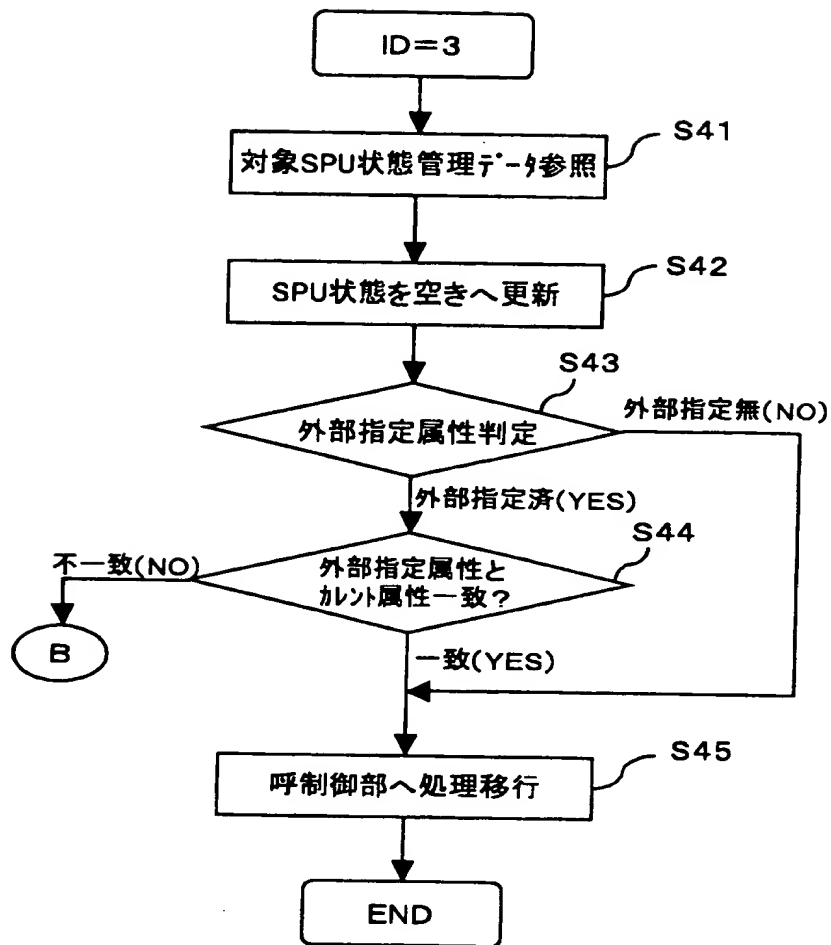 ID=3
S41
対象SPU状態管理ﾃﾞｰﾀ参照
S42
SPU状態を空きへ更新
S43
外部指定無(NO)
外部指定属性判定
外部指定済(YES)
S44
不一致(NO)
外部指定属性と
ｶﾚﾝﾄ属性一致?
B
一致(YES)
S45
呼制御部へ処理移行
END